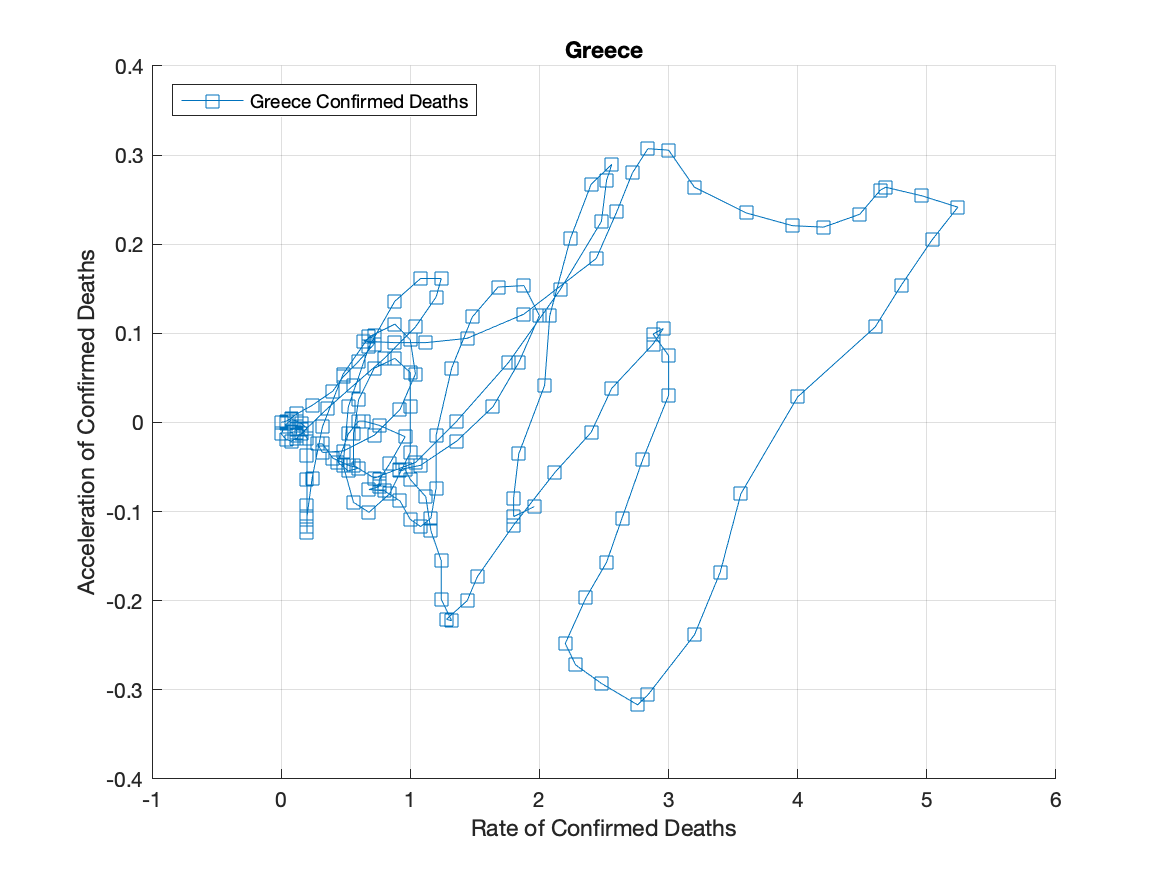 Greece
0.4
Greece Confirmed Deaths
0.3
0.2
0.1
0
-0.1
-0.2
-0.3
-0.4
Acceleration of Confirmed Deaths
-1 0 1 2 3 4 5 6
Rate of Confirmed Deaths